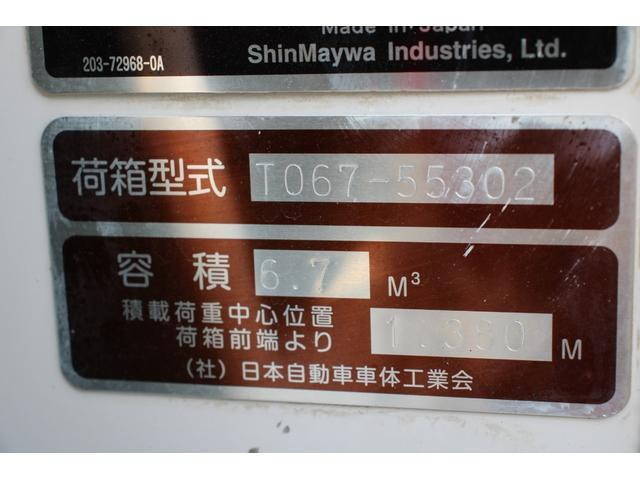 Made in Japan
203-72968-0A
ShinMaywa Industries, Ltd.
荷箱型式 T067-55302
容積 6.7 M³
積載荷重中心位置
荷箱前端より 1.380 M
(社)日本自動車車体工業会